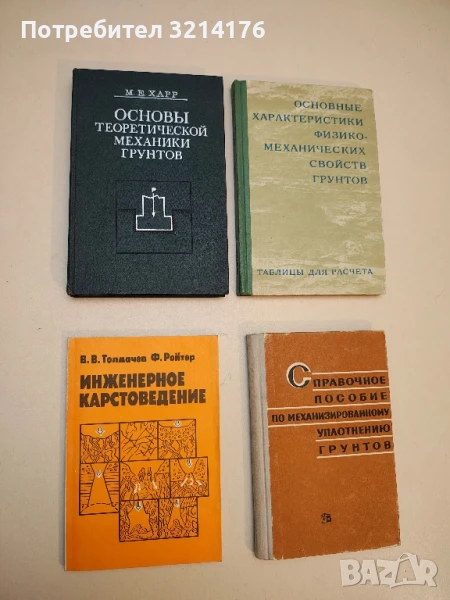 Потребител 3214176
М. Е. ХАРР
ОСНОВЫ
ТЕОРЕТИЧЕСКОЙ
МЕХАНИКИ
ГРУНТОВ
ОСНОВНЫЕ
ХАРАКТЕРИСТИКИ
ФИЗИКО-
МЕХАНИЧЕСКИХ
СВОЙСТВ
ГРУНТОВ
ТАБЛИЦЫ ДЛЯ РАСЧЕТА
В. В. Толмачев Ф. Ройтер
ИНЖЕНЕРНОЕ
КАРСТОВЕДЕНИЕ
СПРАВОЧНОЕ
ПОСОБИЕ
ПО МЕХАНИЗИРОВАННОМУ
УПЛОТНЕНИЮ
ГРУНТОВ
BAZAR